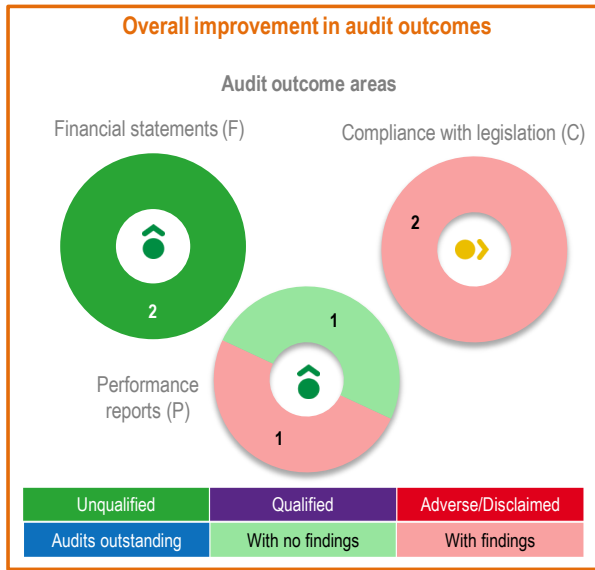 Overall improvement in audit outcomes
Audit outcome areas
Financial statements (F)
Compliance with legislation (C)
2
2
1
Performance
reports (P)
1
Unqualified
Qualified
Adverse/Disclaimed
Audits outstanding
With no findings
With findings